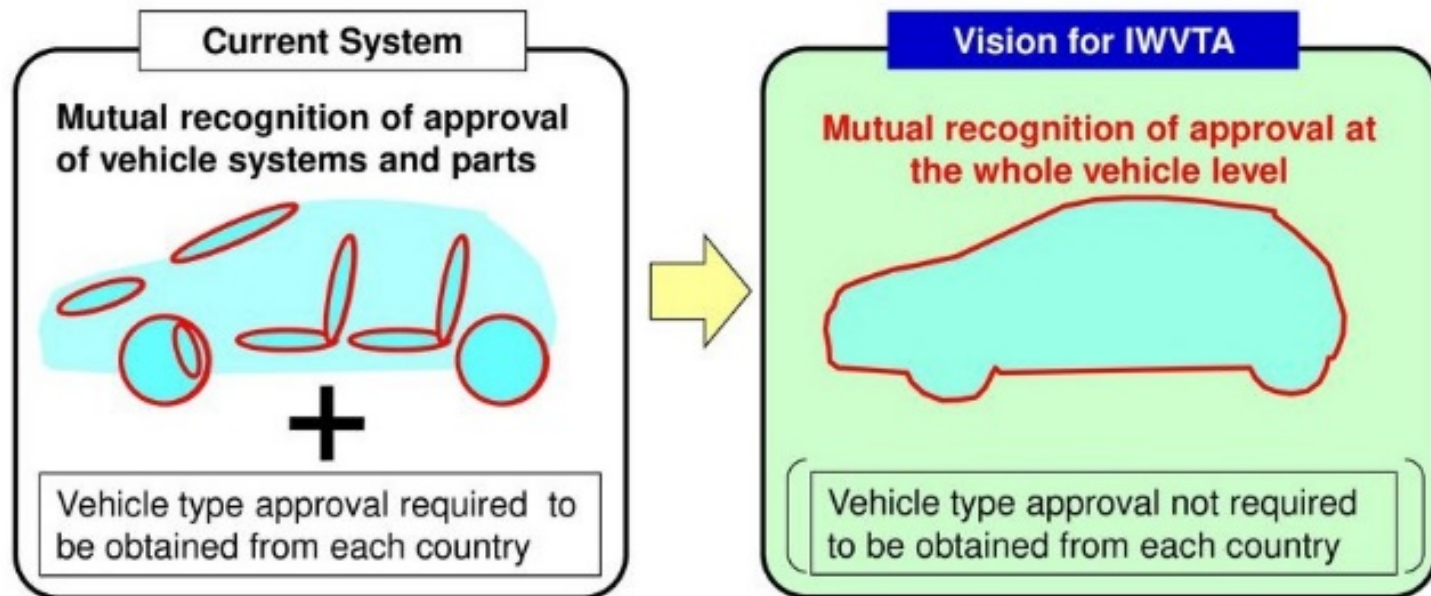 Current System
Mutual recognition of approval
of vehicle systems and parts
Vehicle type approval required to
be obtained from each country
Vision for IWVTA
Mutual recognition of approval at
the whole vehicle level
Vehicle type approval not required
to be obtained from each country